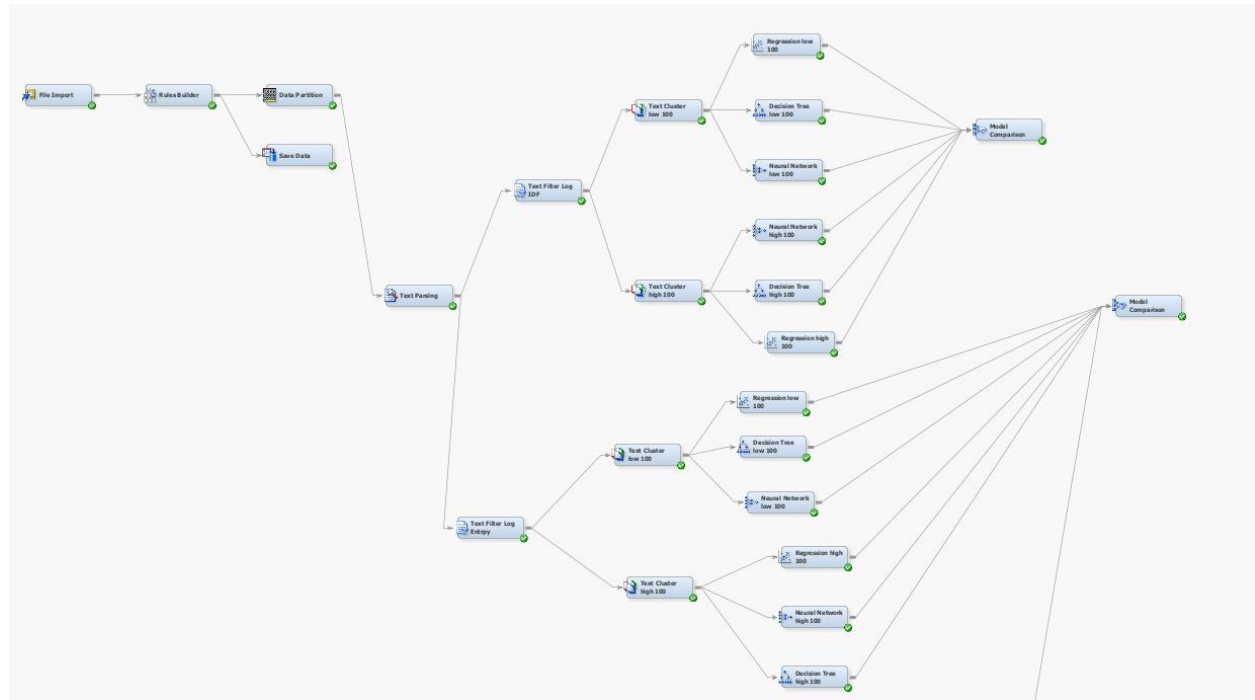 File Import
Rules Builder
Data Partition
Save Data
Text Parsing
Text Filter Log
IDF
Text Cluster
low 100
Text Cluster
high 100
Regression low
100
Decision Tree
low 100
Neural Network
low 100
Neural Network
high 100
Decision Tree
high 100
Regression high
100
Model
Comparison
Text Filter Log
Entrpy
Text Cluster
low 100
Text Cluster
high 100
Regression low
100
Decision Tree
low 100
Neural Network
low 100
Regression high
100
Neural Network
high 100
Decision Tree
high 100
Model
Comparison